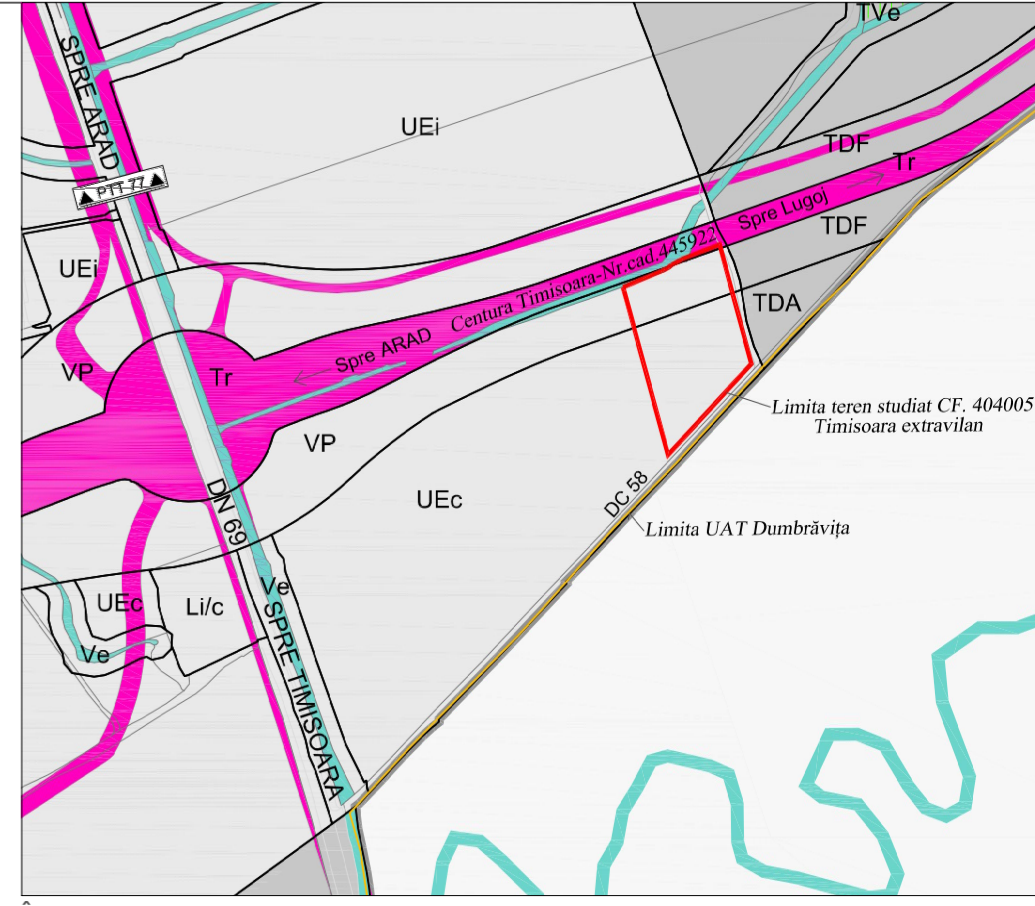 TVe
SPRE ARAD
UEi
TDF
Tr
PTT 77
Spre Lugoj
TDF
Centura Timisoara-Nr.cad.445922
UEi
TDA
Spre ARAD
VP
Tr
Limita teren studiat CF. 404005
Timisoara extravilan
VP
DC 58
UEc
DN 69
Limita UAT Dumbrăvița
Ve
UEc
Li/c
Ve
SPRE TIMISOARA